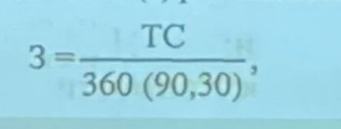 3 = TC / 360 (90,30) ,